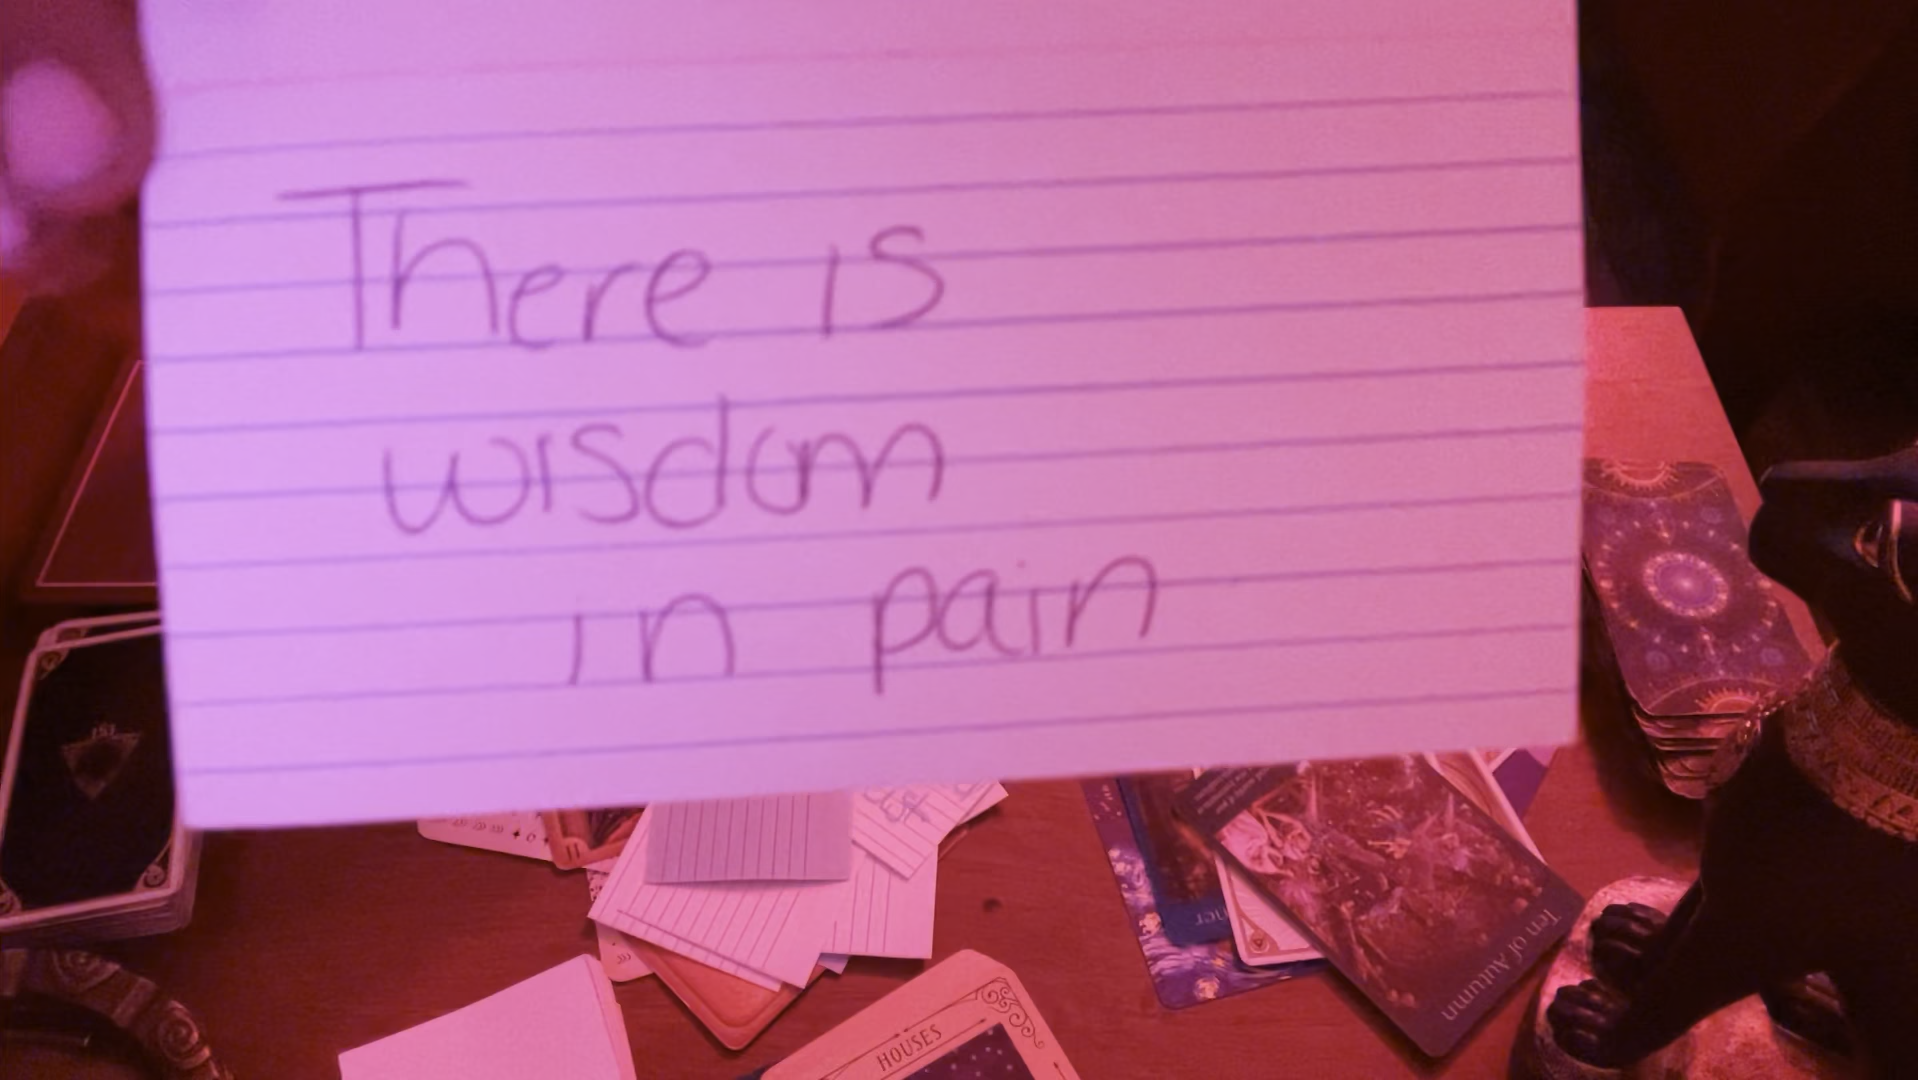 There is
wisdom
in pain
Ten of Autumn
HOUSES